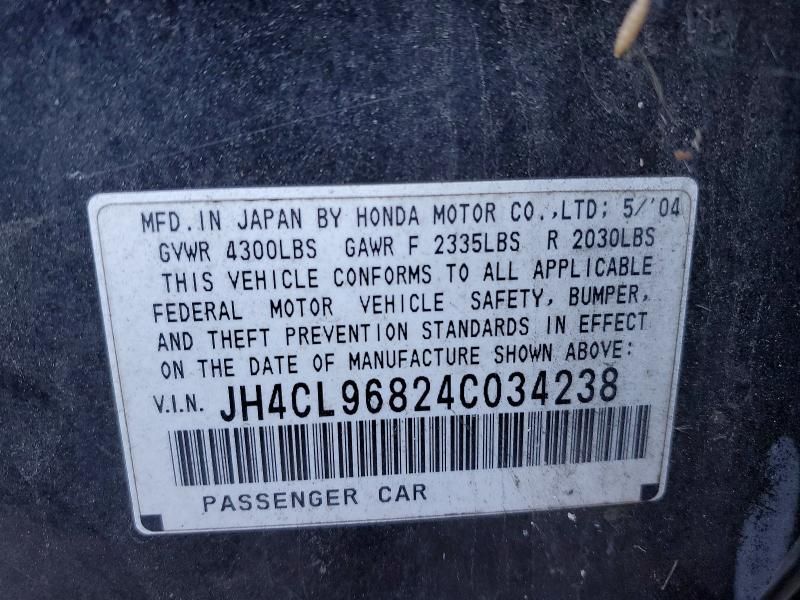 MFD. IN JAPAN BY HONDA MOTOR CO., LTD; 5/'04
GVWR 4300LBS GAWR F 2335LBS R 2030LBS
THIS VEHICLE CONFORMS TO ALL APPLICABLE
FEDERAL MOTOR VEHICLE SAFETY, BUMPER,
AND THEFT PREVENTION STANDARDS IN EFFECT
ON THE DATE OF MANUFACTURE SHOWN ABOVE:
V.I.N. JH4CL96824C034238
PASSENGER CAR